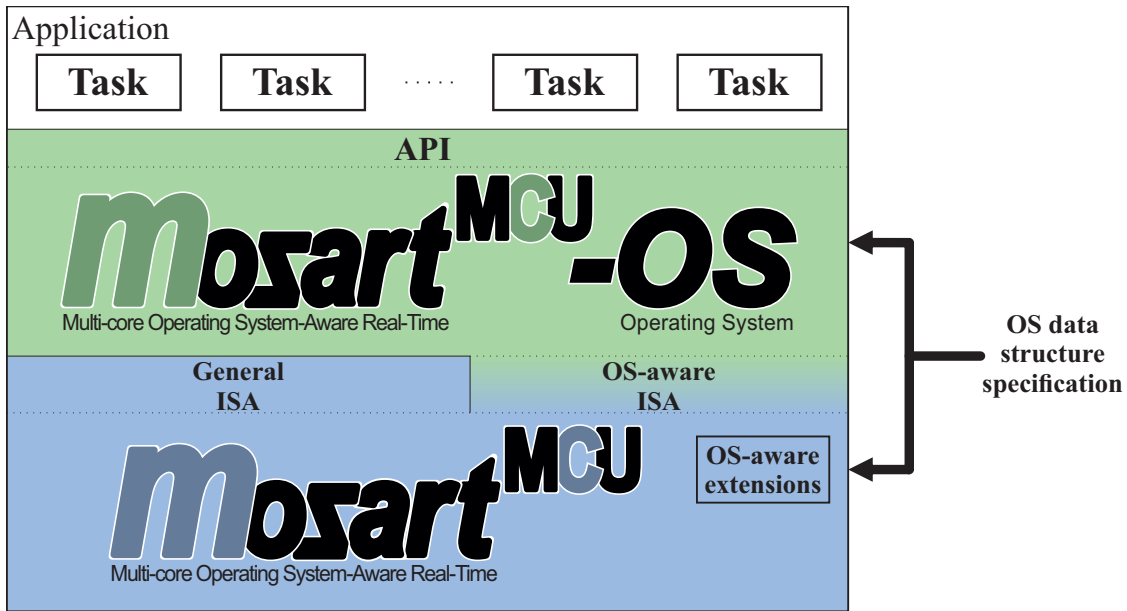 Application
Task Task ..... Task Task
API
mozart MCU -OS
Multi-core Operating System-Aware Real-Time
Operating System
General
ISA
OS-aware
ISA
mozart MCU
Multi-core Operating System-Aware Real-Time
OS-aware
extensions
OS data
structure
specification